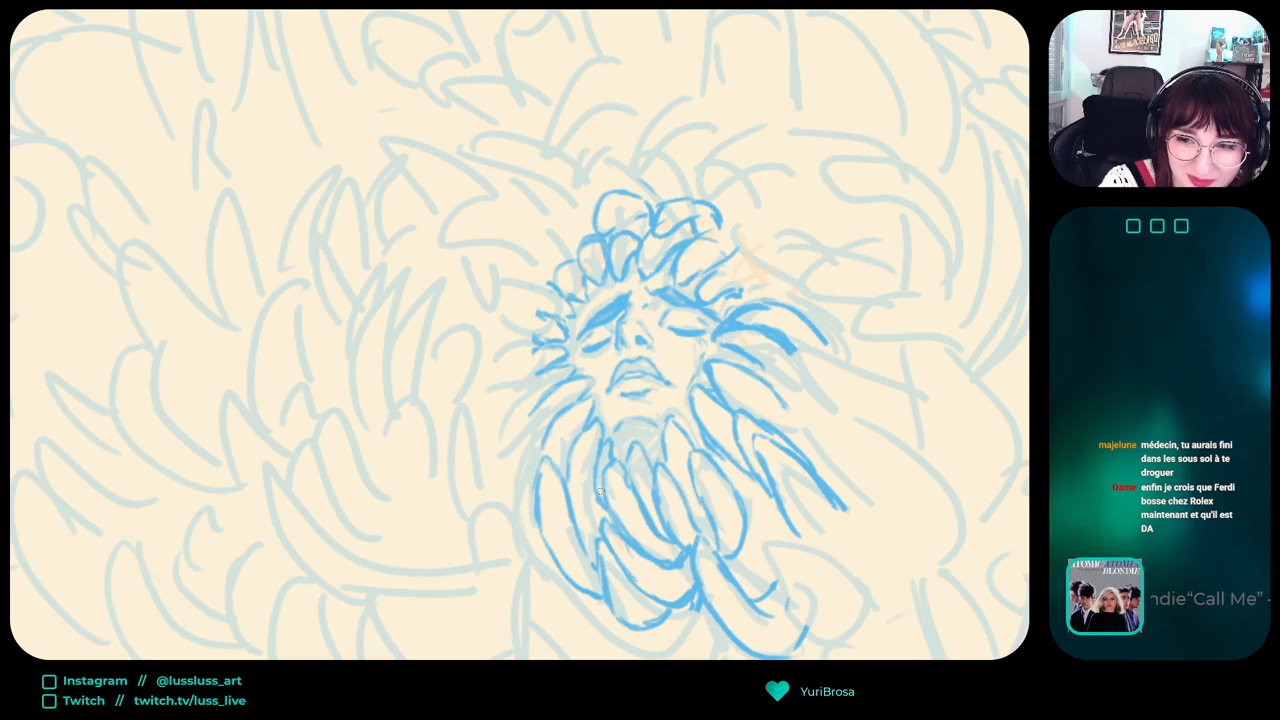 majelune médecin, tu aurais fini
dans les sous sol à te
droguer
Dame enfin je crois que Ferdi
bosse chez Rolex
maintenant et qu'il est
DA
BLONDIE
ndie“Call Me” -
Instagram // @lussluss_art
Twitch // twitch.tv/luss_live
YuriBrosa